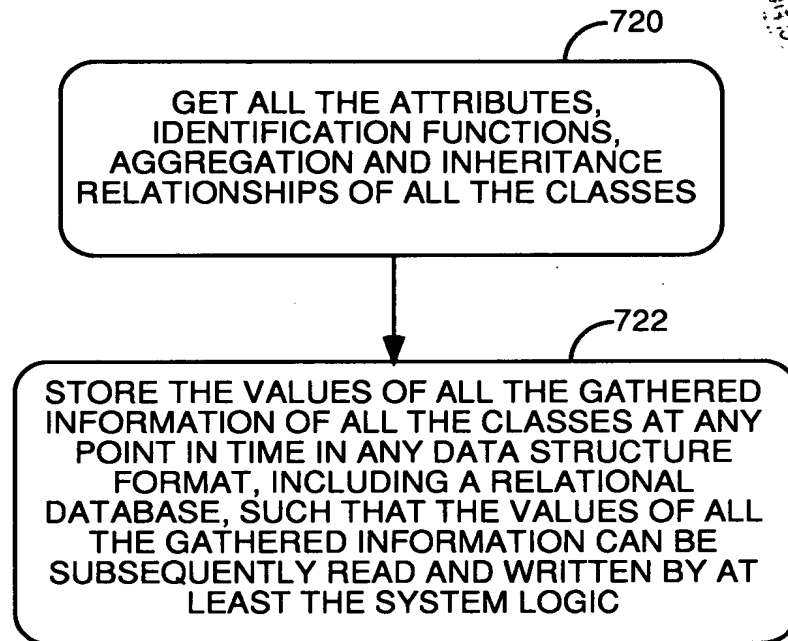 720
GET ALL THE ATTRIBUTES,
IDENTIFICATION FUNCTIONS,
AGGREGATION AND INHERITANCE
RELATIONSHIPS OF ALL THE CLASSES
722
STORE THE VALUES OF ALL THE GATHERED
INFORMATION OF ALL THE CLASSES AT ANY
POINT IN TIME IN ANY DATA STRUCTURE
FORMAT, INCLUDING A RELATIONAL
DATABASE, SUCH THAT THE VALUES OF ALL
THE GATHERED INFORMATION CAN BE
SUBSEQUENTLY READ AND WRITTEN BY AT
LEAST THE SYSTEM LOGIC